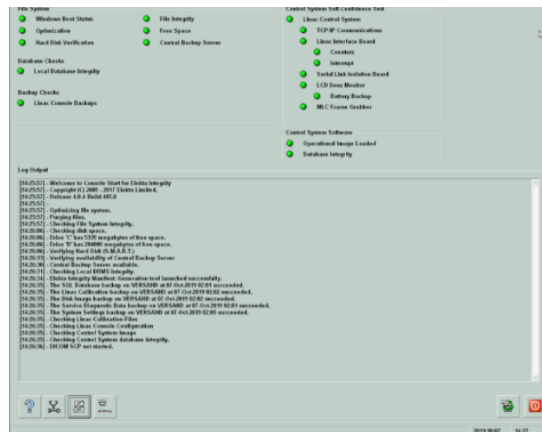 File System
Windows Boot Status
Optimization
Hard Disk Verification
File Integrity
Free Space
Central Backup Server
Database Checks
Local Database Integrity
Backup Checks
Linac Console Backups
Control System Self-Confidence Test
Linac Control System
TCP/IP Communications
Linac Interface Board
Counters
Interrupt
Serial Link Isolation Board
LCD Dose Monitor
Battery Backup
MLC Frame Grabber
Control System Software
Operational Image Loaded
Database Integrity
Log Output
[14:25:57] - Welcome to Console Start for Elekta Integrity
[14:25:57] - Copyright (C) 2005 - 2017 Elekta Limited.
[14:25:57] - Release 4.0.4 Build 405.0
[14:25:57] -
[14:25:57] - Optimizing file system.
[14:25:57] - Purging files.
[14:25:57] - Checking File System Integrity.
[14:26:06] - Checking disk space.
[14:26:06] - Drive 'C' has 5339 megabytes of free space.
[14:26:06] - Drive 'D' has 200000 megabytes of free space.
[14:26:06] - Verifying Hard Disk (S.M.A.R.T.)
[14:26:13] - Verifying availability of Central Backup Server
[14:26:30] - Central Backup Server available.
[14:26:31] - Checking Local DBMS Integrity.
[14:26:34] - Elekta Integrity Manifest: Generation tool launched successfully.
[14:26:35] - The SQL Database backup on VERSAHD at 07-Oct-2019 02:01 succeeded.
[14:26:35] - The Linac Calibration backup on VERSAHD at 07-Oct-2019 02:01 succeeded.
[14:26:35] - The Disk Image backup on VERSAHD at 07-Oct-2019 02:02 succeeded.
[14:26:35] - The Service Diagnostic Data backup on VERSAHD at 07-Oct-2019 02:01 succeeded.
[14:26:35] - The System Settings backup on VERSAHD at 07-Oct-2019 02:05 succeeded.
[14:26:35] - Checking Linac Calibration Files
[14:26:35] - Checking Linac Console Configuration
[14:26:35] - Checking Control System Image
[14:26:35] - Checking Control System database integrity.
[14:26:36] - DICOM SCP not started.
2019/10/07 14:27